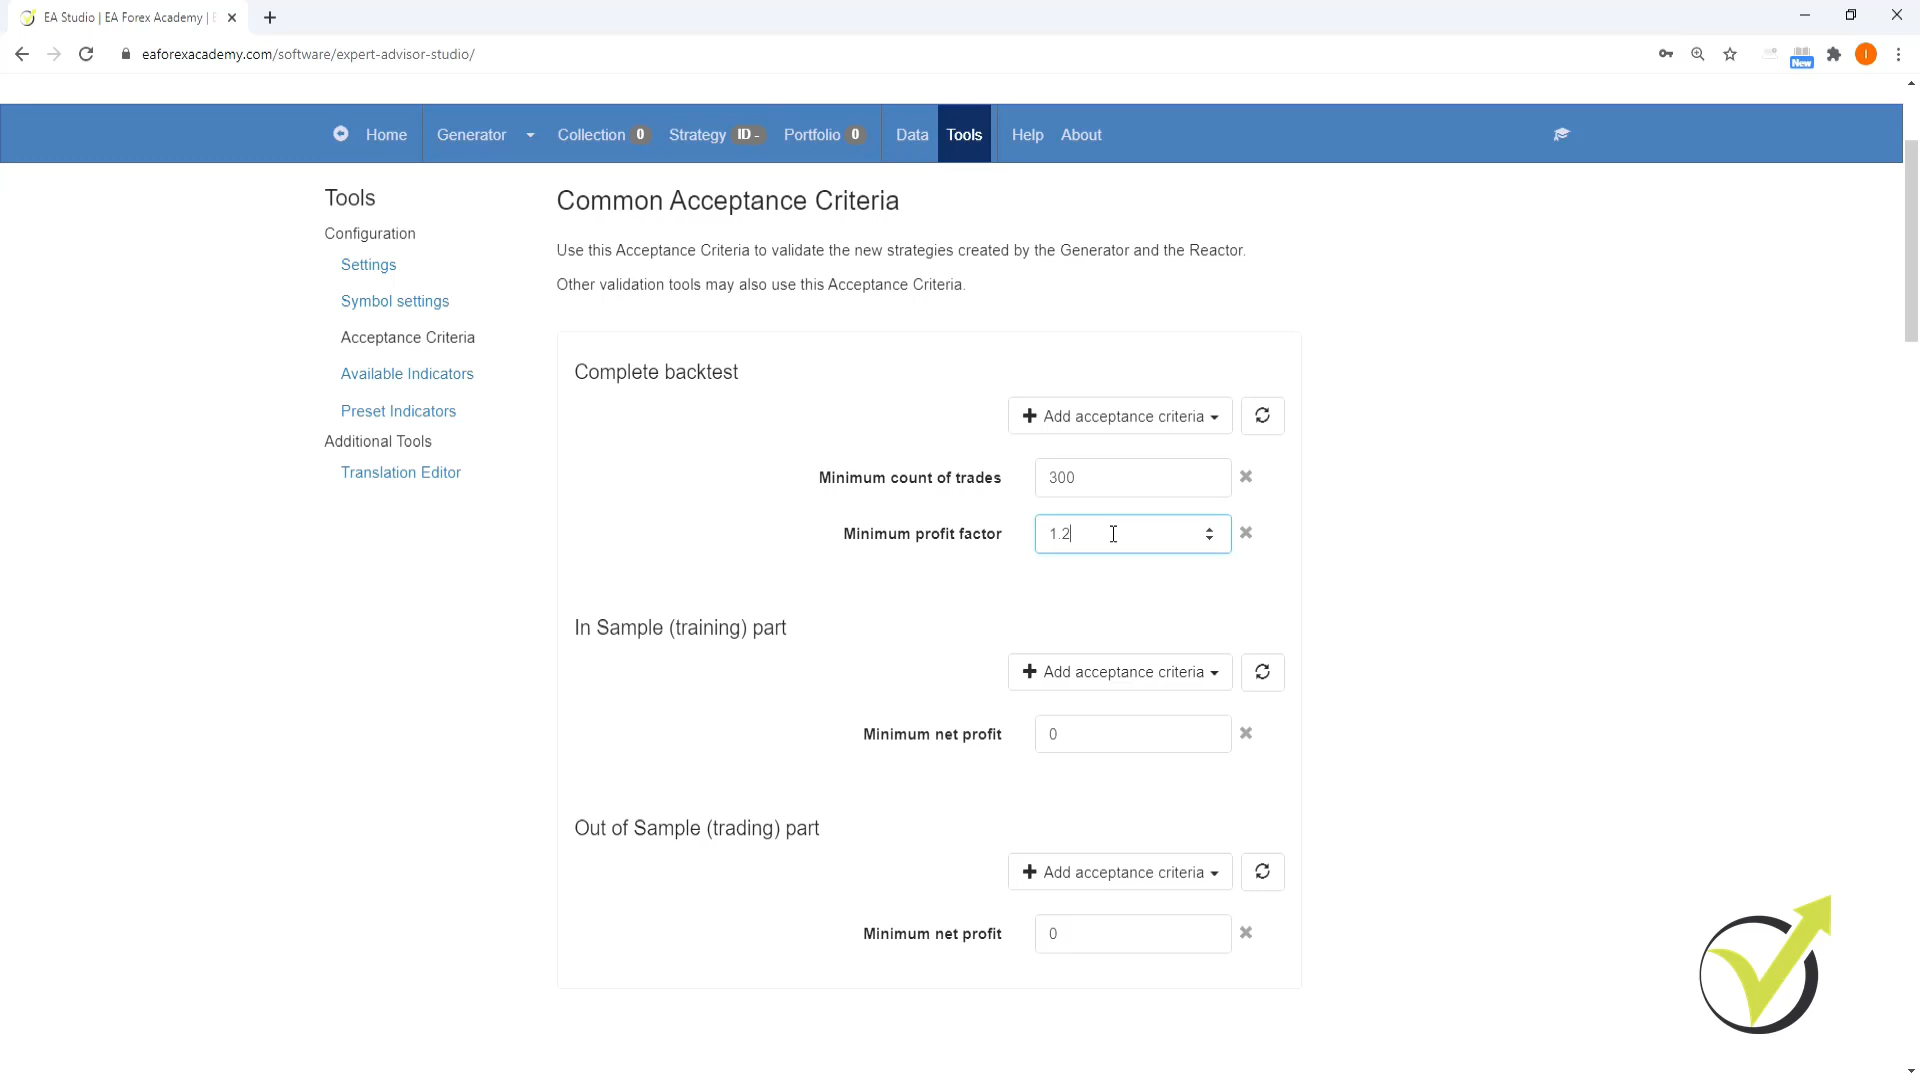 EA Studio | EA Forex Academy |
eaforexacademy.com/software/expert-advisor-studio/
New
I
Home
Generator
Collection 0
Strategy ID -
Portfolio 0
Data
Tools
Help
About
Tools
Configuration
Settings
Symbol settings
Acceptance Criteria
Available Indicators
Preset Indicators
Additional Tools
Translation Editor
Common Acceptance Criteria
Use this Acceptance Criteria to validate the new strategies created by the Generator and the Reactor.
Other validation tools may also use this Acceptance Criteria.
Complete backtest
Add acceptance criteria
Minimum count of trades 300
Minimum profit factor 1.2
In Sample (training) part
Add acceptance criteria
Minimum net profit 0
Out of Sample (trading) part
Add acceptance criteria
Minimum net profit 0